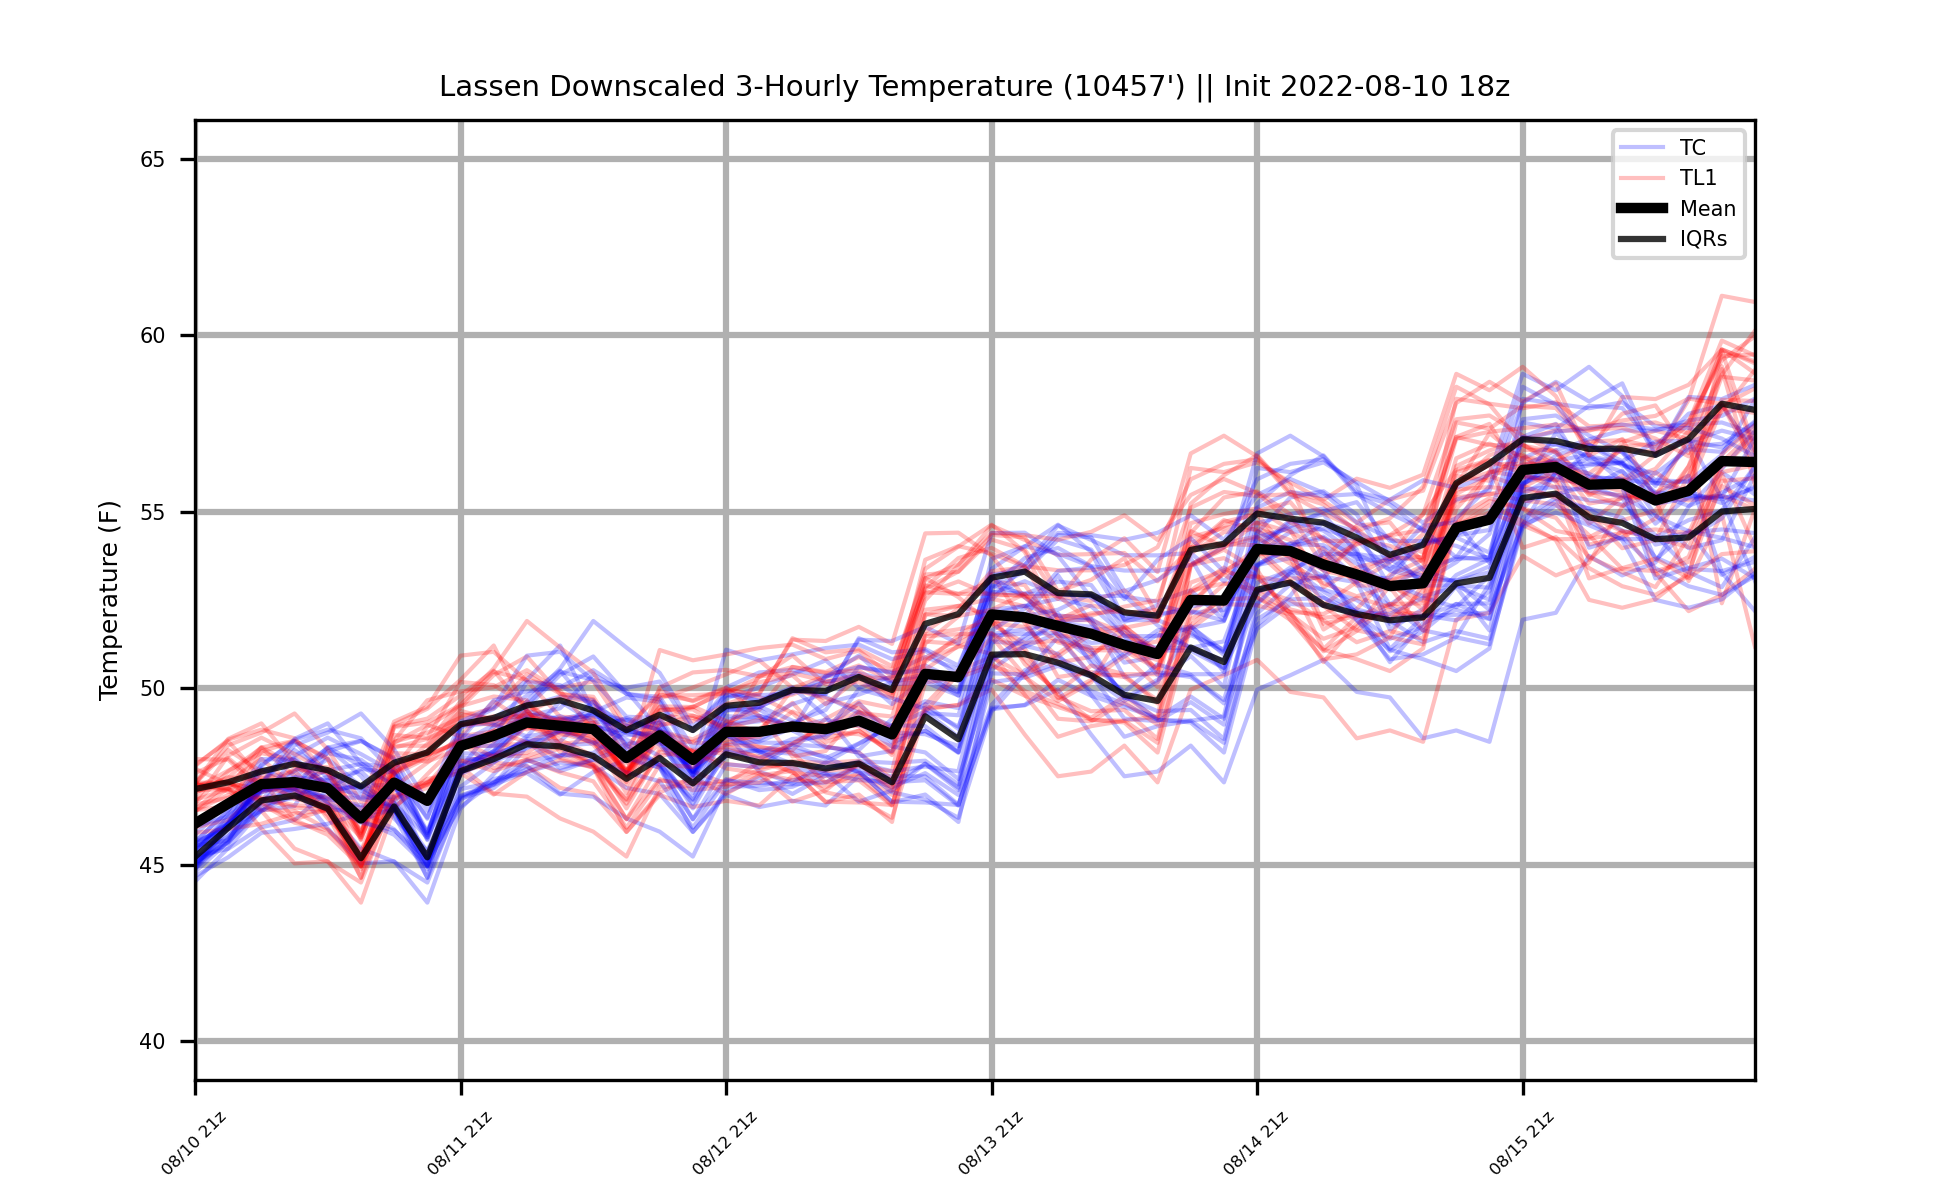 Lassen Downscaled 3-Hourly Temperature (10457') || Init 2022-08-10 18z
TC
TL1
Mean
IQRs
Temperature (F)
65
60
55
50
45
40
08/10 21z
08/11 21z
08/12 21z
08/13 21z
08/14 21z
08/15 21z